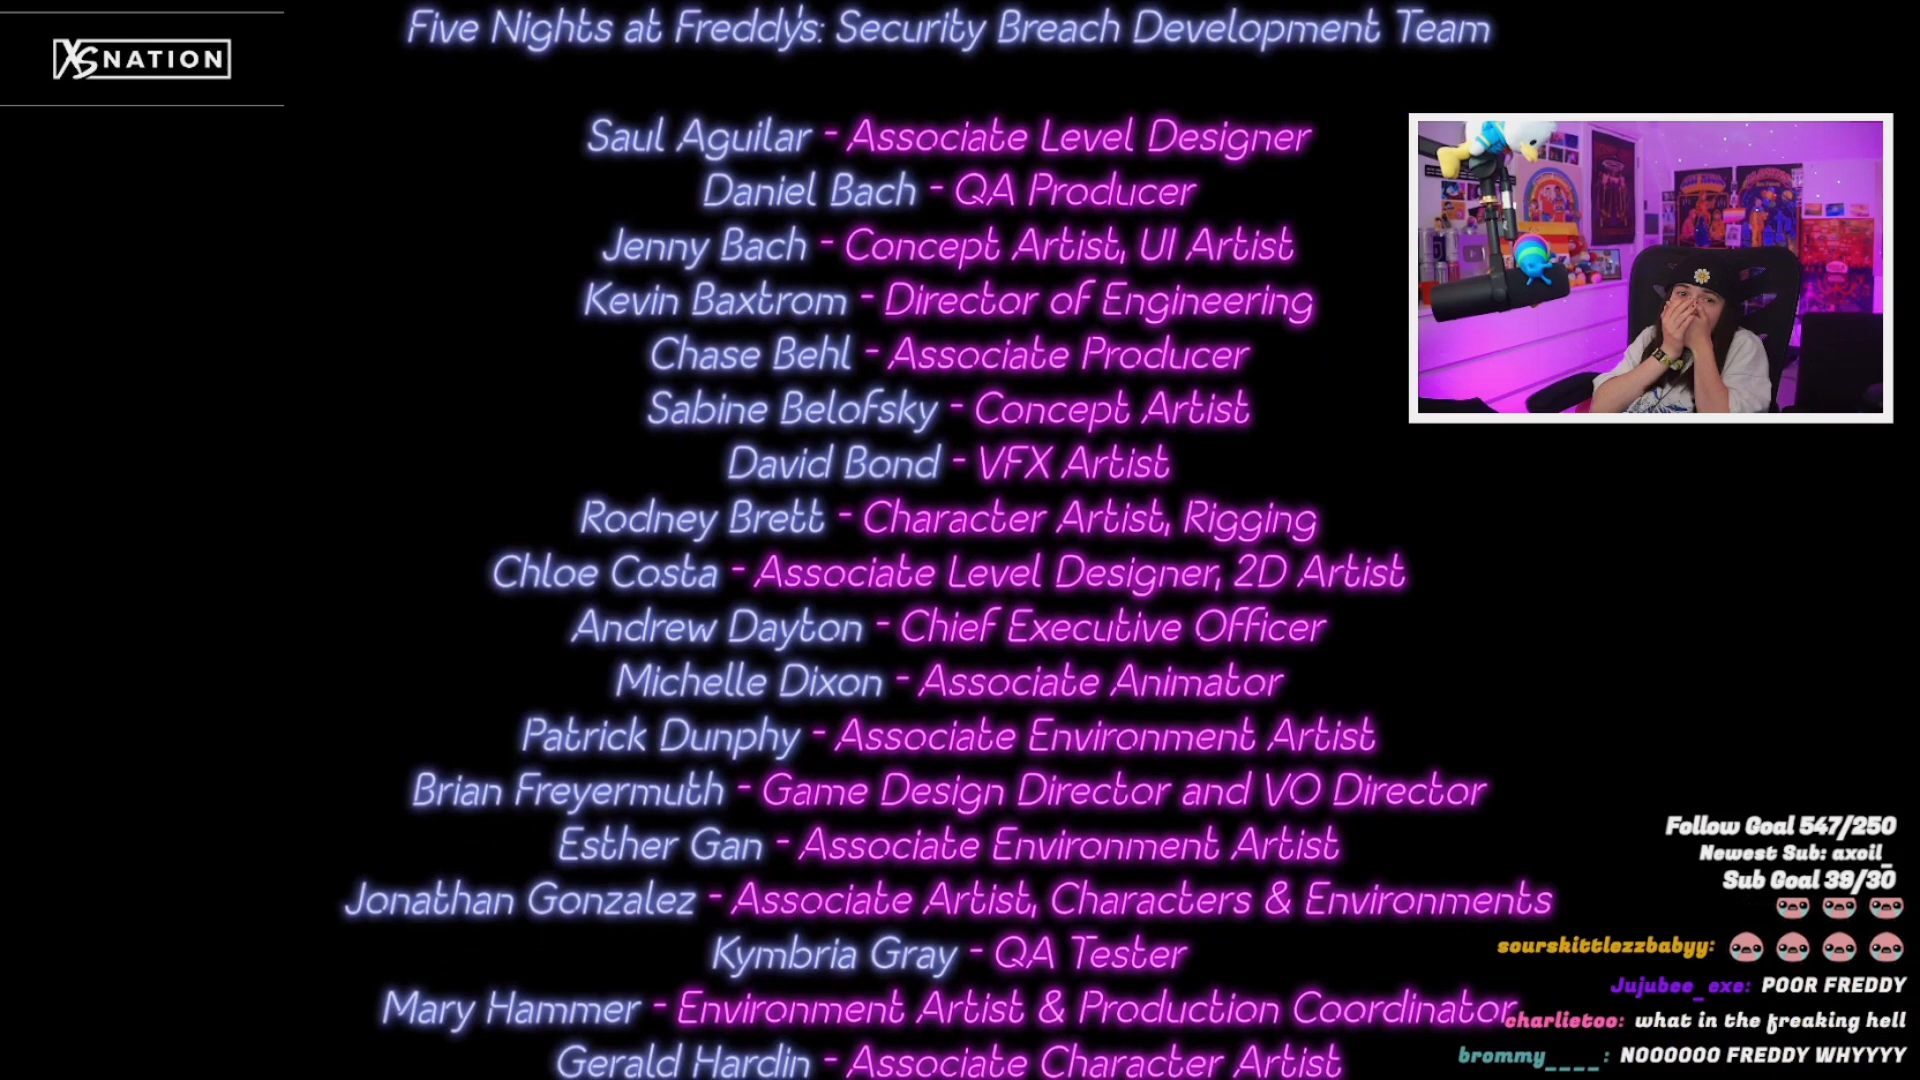 XSNATION
Five Nights at Freddy's: Security Breach Development Team
Saul Aguilar - Associate Level Designer
Daniel Bach - QA Producer
Jenny Bach - Concept Artist, UI Artist
Kevin Baxtrom - Director of Engineering
Chase Behl - Associate Producer
Sabine Belofsky - Concept Artist
David Bond - VFX Artist
Rodney Brett - Character Artist, Rigging
Chloe Costa - Associate Level Designer, 2D Artist
Andrew Dayton - Chief Executive Officer
Michelle Dixon - Associate Animator
Patrick Dunphy - Associate Environment Artist
Brian Freyermuth - Game Design Director and VO Director
Esther Gan - Associate Environment Artist
Jonathan Gonzalez - Associate Artist, Characters & Environments
Kymbria Gray - QA Tester
Mary Hammer - Environment Artist & Production Coordinator
Gerald Hardin - Associate Character Artist
Follow Goal 547/250
Newest Sub: axoil_
Sub Goal 39/30
sourskittlezzbabyy:
Jujubee_exe: POOR FREDDY
charlietoo: what in the freaking hell
brommy____: NOOOOOO FREDDY WHYYYY